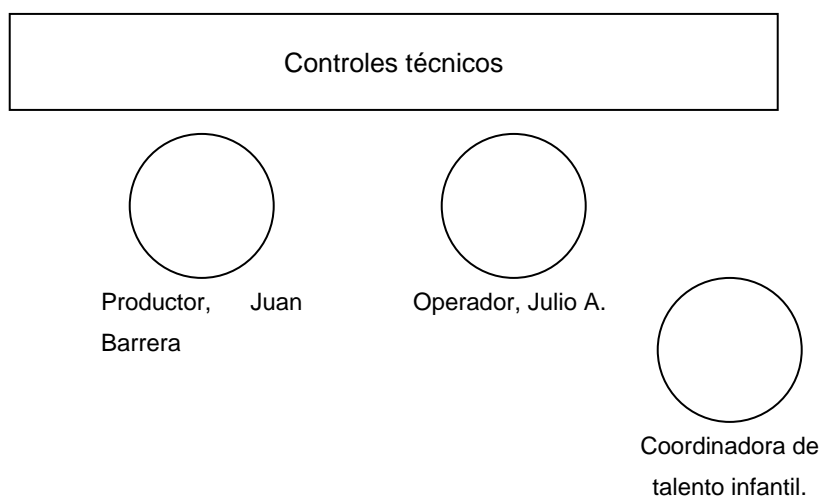 Controles técnicos
Productor, Juan
Barrera
Operador, Julio A.
Coordinadora de
talento infantil.